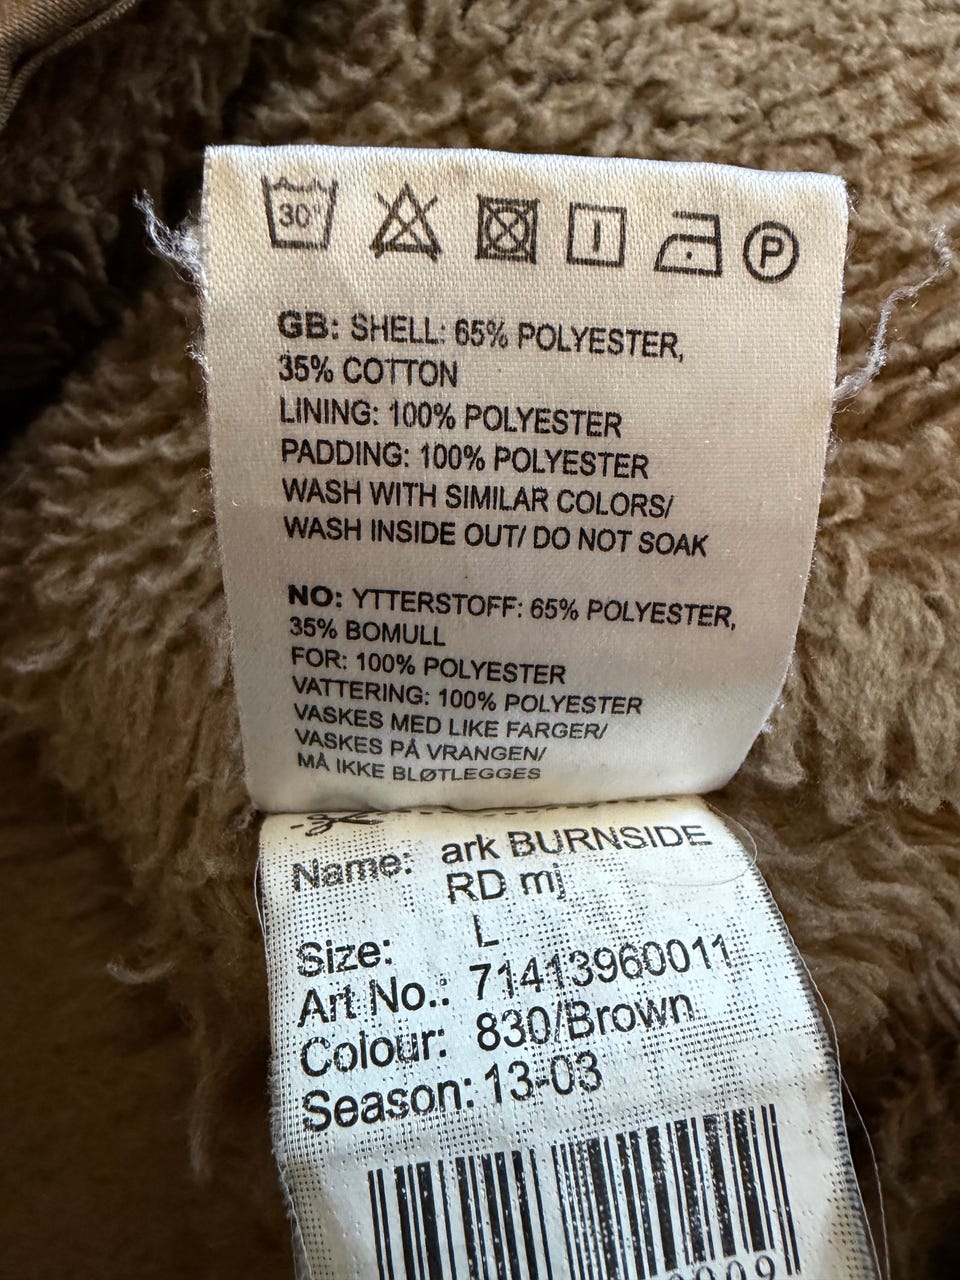 30°
P
GB: SHELL: 65% POLYESTER,
35% COTTON
LINING: 100% POLYESTER
PADDING: 100% POLYESTER
WASH WITH SIMILAR COLORS/
WASH INSIDE OUT/ DO NOT SOAK
NO: YTTERSTOFF: 65% POLYESTER,
35% BOMULL
FOR: 100% POLYESTER
VATTERING: 100% POLYESTER
VASKES MED LIKE FARGER/
VASKES PÅ VRANGEN/
MÅ IKKE BLØTLEGGES
Name: ark BURNSIDE
RD mj
Size: L
Art No.: 71413960011
Colour: 830/Brown
Season: 13-03